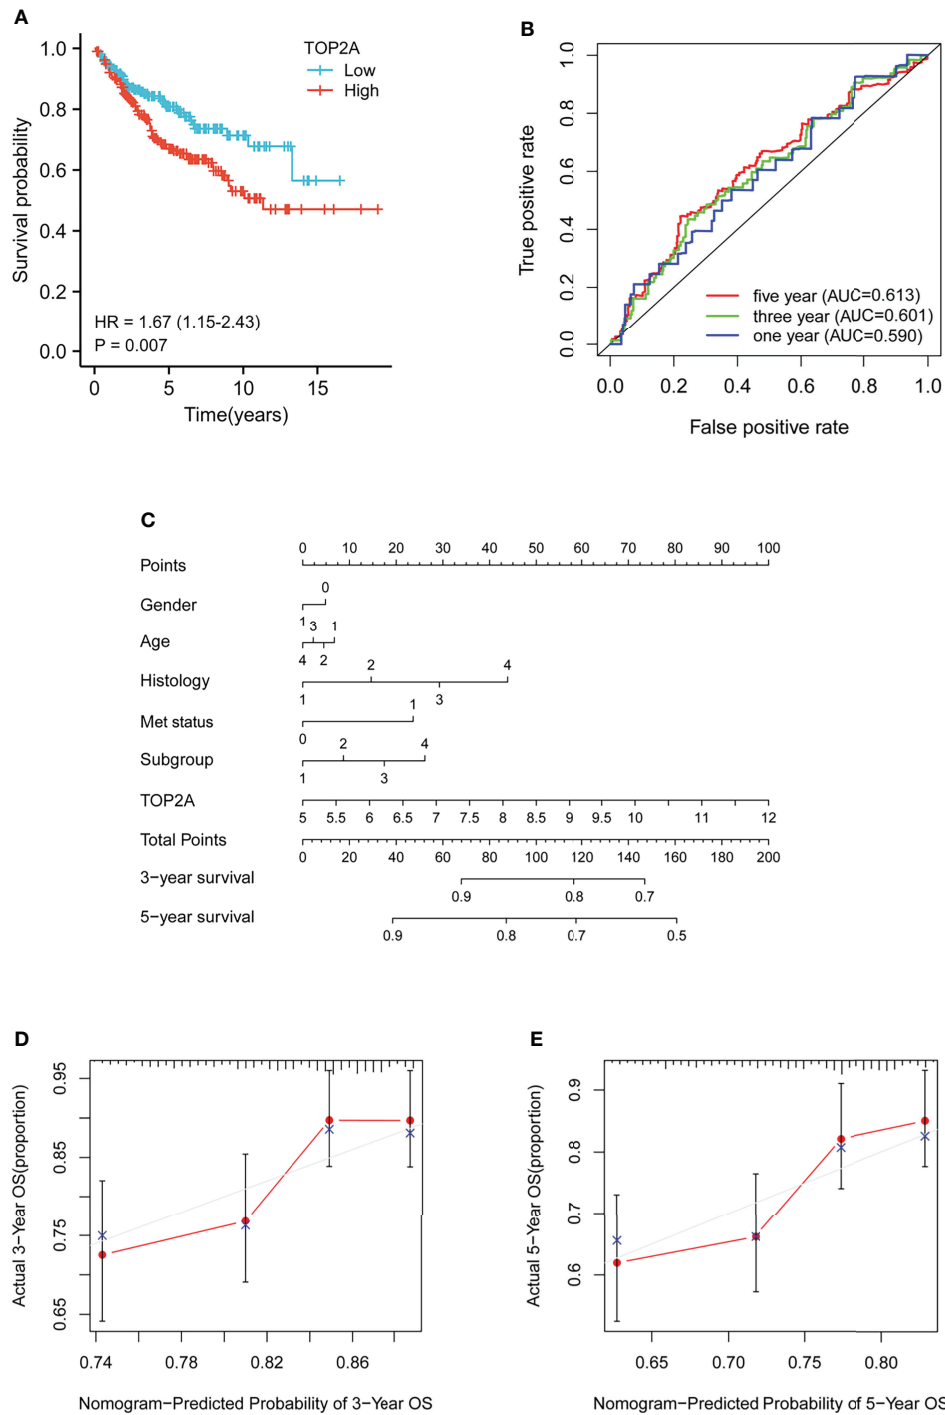 A
TOP2A
Low
High
1.0
0.8
0.6
0.4
0.2
0.0
Survival probability
HR = 1.67 (1.15-2.43)
P = 0.007
0 5 10 15
Time(years)
B
1.0
0.8
0.6
0.4
0.2
0.0
True positive rate
five year (AUC=0.613)
three year (AUC=0.601)
one year (AUC=0.590)
0.0 0.2 0.4 0.6 0.8 1.0
False positive rate
C
0 10 20 30 40 50 60 70 80 90 100
Points
0
Gender
1
3 1
Age
4 2
2 4
Histology
1 3
1
Met status
0
2 4
Subgroup
1 3
TOP2A
5 5.5 6 6.5 7 7.5 8 8.5 9 9.5 10 11 12
Total Points
0 20 40 60 80 100 120 140 160 180 200
3−year survival
0.9 0.8 0.7
5−year survival
0.9 0.8 0.7 0.5
D
0.95
0.85
0.75
0.65
Actual 3−Year OS(proportion)
0.74 0.78 0.82 0.86
Nomogram−Predicted Probability of 3−Year OS
E
0.9
0.8
0.7
0.6
Actual 5−Year OS(proportion)
0.65 0.70 0.75 0.80
Nomogram−Predicted Probability of 5−Year OS